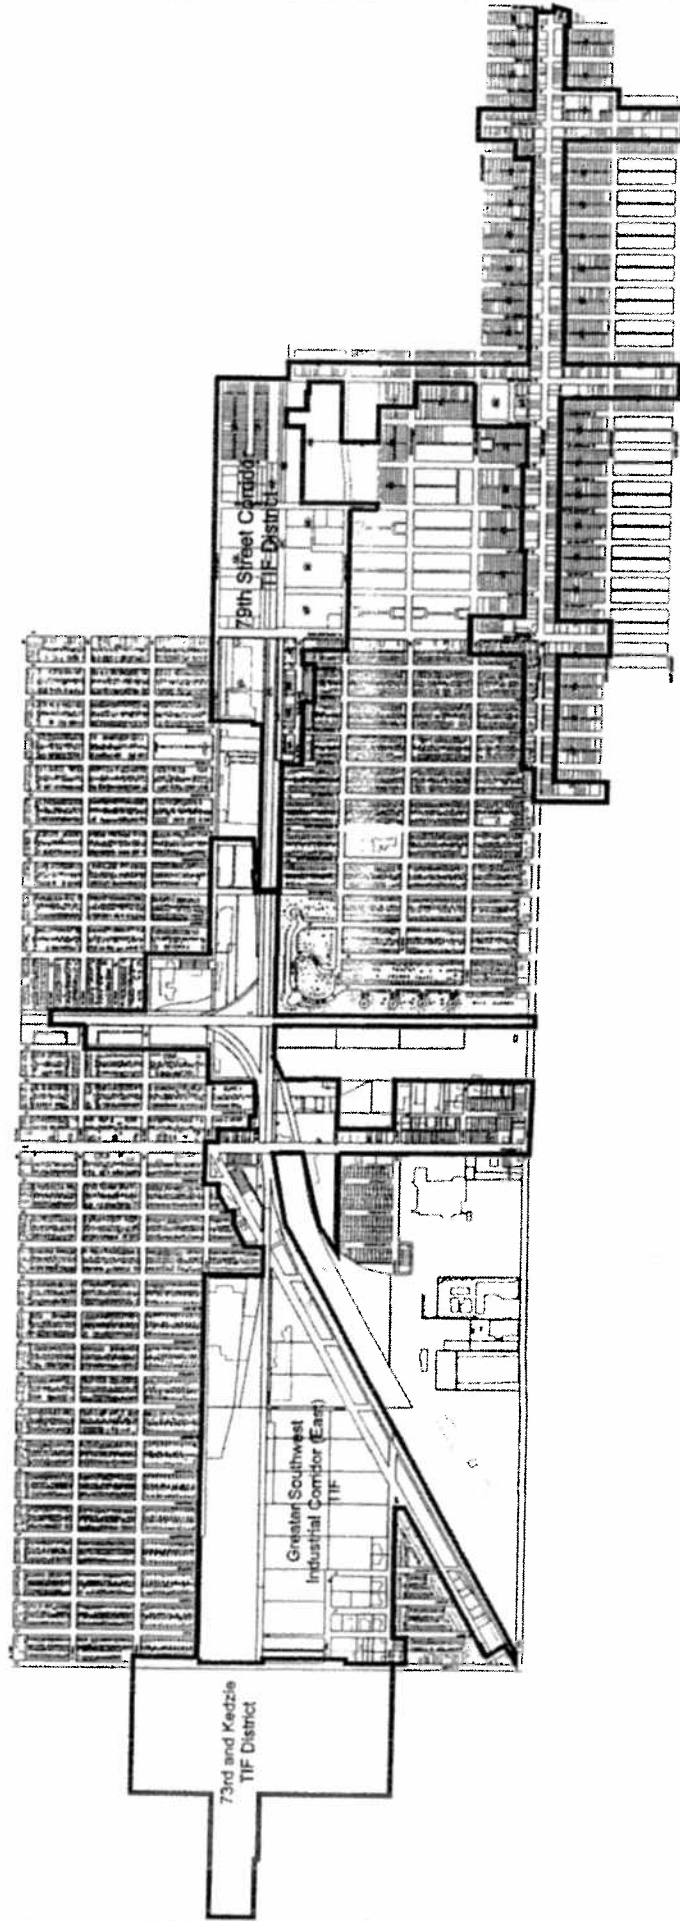 79th Street Corridor
TIF District
Greater Southwest
Industrial Corridor (East)
TIF
73rd and Kedzie
TIF District